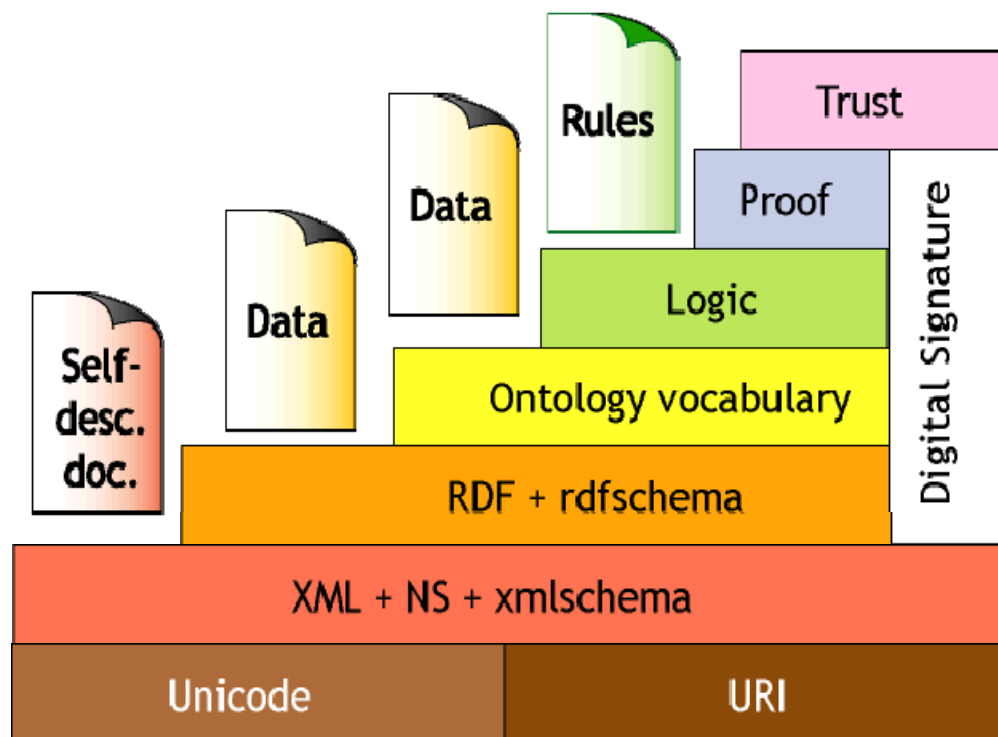 Trust
Rules
Proof
Data
Digital Signature
Logic
Data
Self-
desc.
doc.
Ontology vocabulary
RDF + rdfschema
XML + NS + xmlschema
Unicode
URI